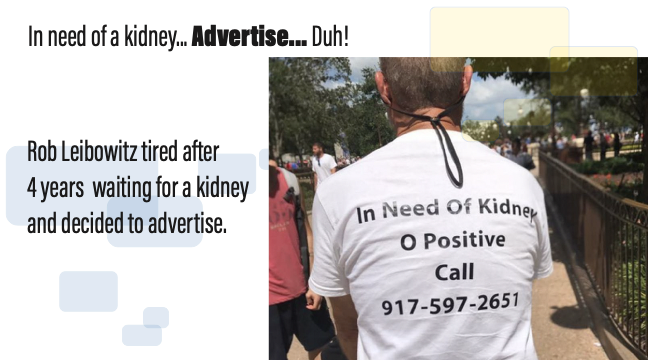 In need of a kidney... Advertise... Duh!
Rob Leibowitz tired after
4 years  waiting for a kidney
and decided to advertise.
In Need Of Kidney
O Positive
Call
917-597-2651